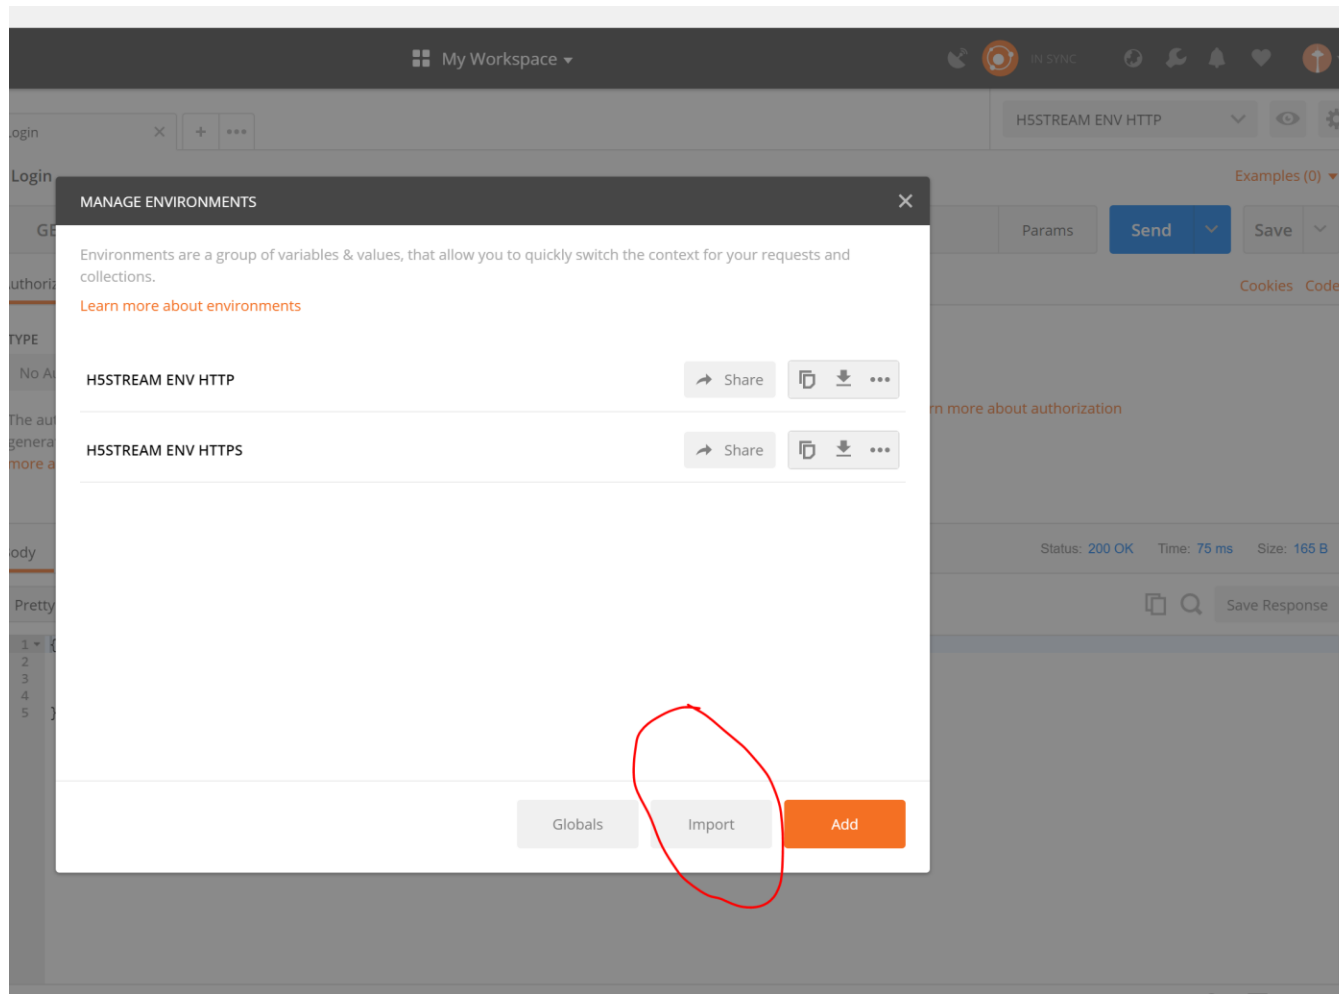 My Workspace
IN SYNC
H5STREAM ENV HTTP
Login
Examples (0)
MANAGE ENVIRONMENTS
Params
Send
Save
Environments are a group of variables & values, that allow you to quickly switch the context for your requests and
collections.
Cookies Code
Learn more about environments
TYPE
H5STREAM ENV HTTP
Share
rn more about authorization
H5STREAM ENV HTTPS
Share
Status: 200 OK Time: 75 ms Size: 165 B
Pretty
Save Response
1 {
2
3
4
5 }
Globals
Import
Add